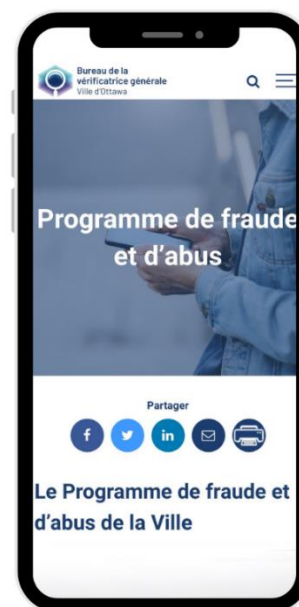 Bureau de la
vérificatrice générale
Ville d'Ottawa
Programme de fraude
et d'abus
Partager
Le Programme de fraude et
d'abus de la Ville